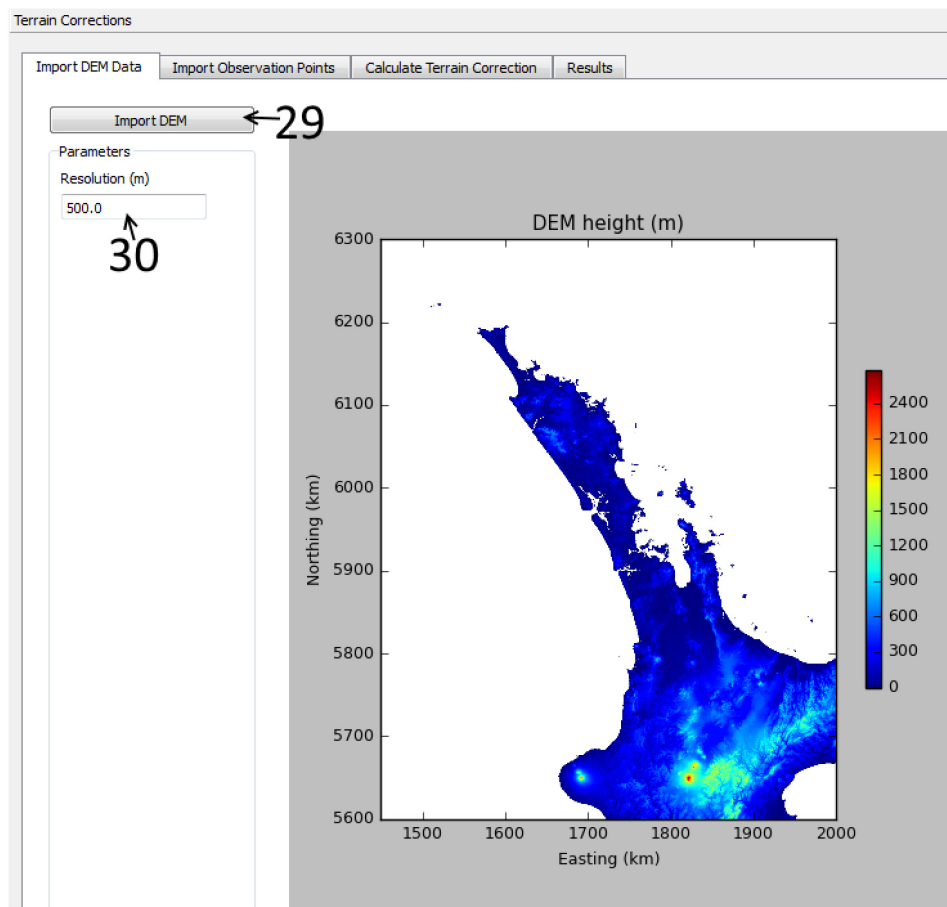 Terrain Corrections
Import DEM Data Import Observation Points Calculate Terrain Correction Results
Import DEM 29
Parameters
Resolution (m)
500.0
30
DEM height (m)
6300
6200
6100
6000
5900
5800
5700
5600
Northing (km)
1500 1600 1700 1800 1900 2000
Easting (km)
2400
2100
1800
1500
1200
900
600
300
0